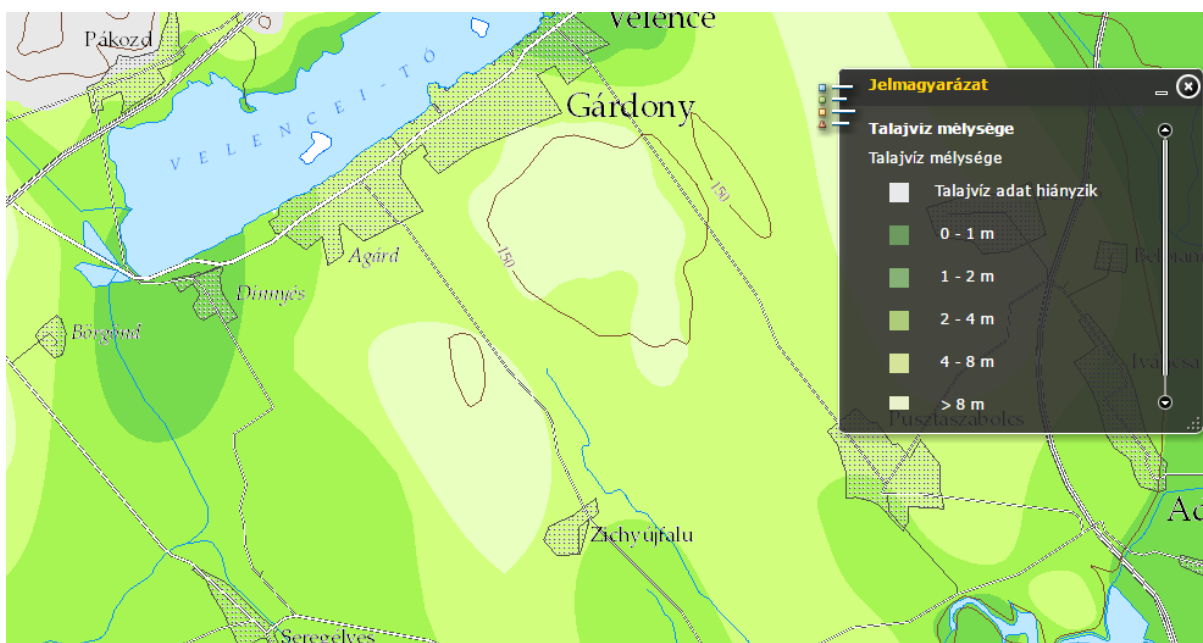 Velence
Pákozd
VELENCEI-TÓ
Gárdony
Jelmagyarázat
Talajvíz mélysége
Talajvíz mélysége
Talajvíz adat hiányzik
0 - 1 m
1 - 2 m
2 - 4 m
4 - 8 m
> 8 m
150
150
Agárd
Dinnyés
Börgönd
Iváncsa
Pusztaszabolcs
Ad
Zichyújfalu
Seregélyes